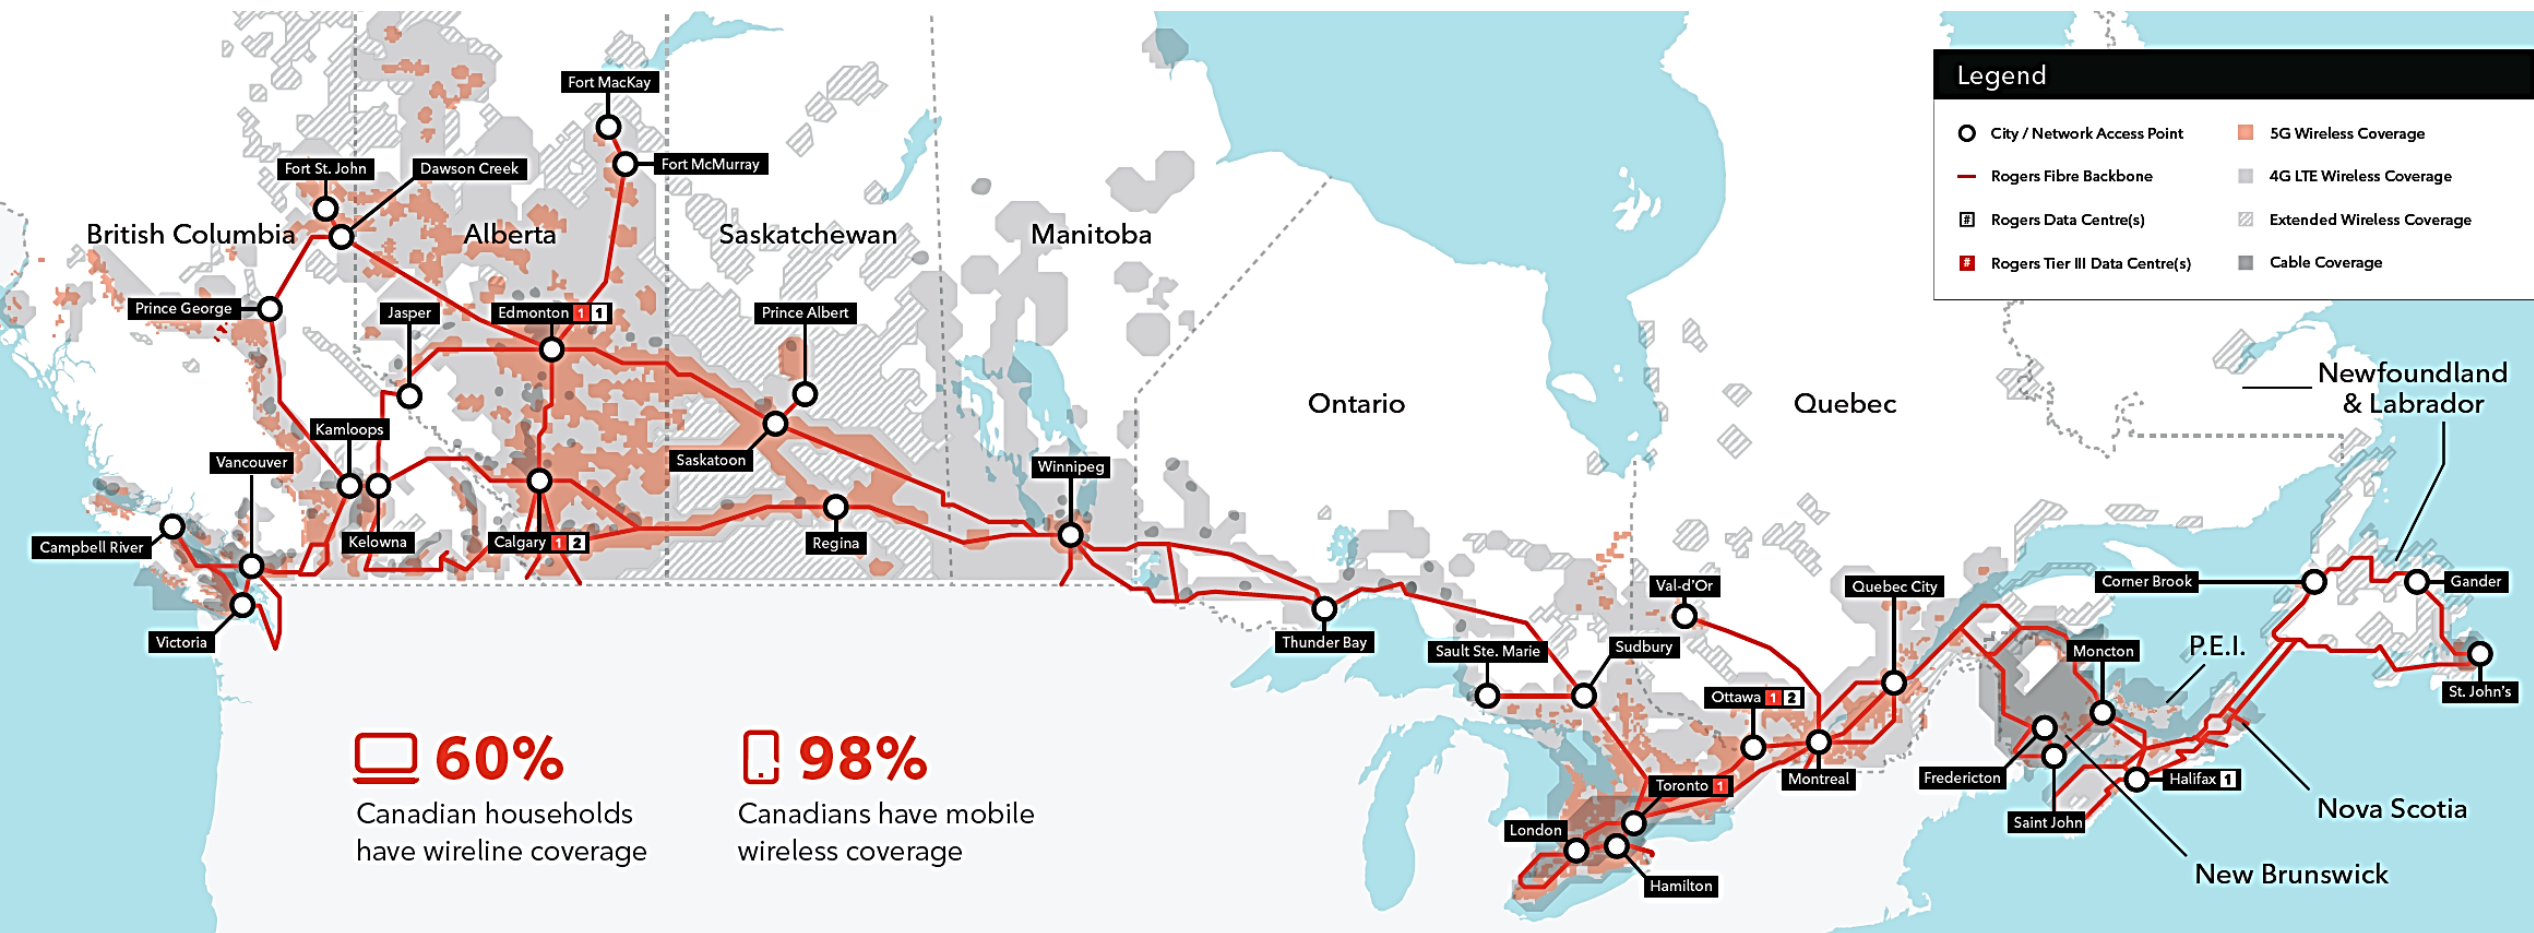 Legend
City / Network Access Point
Rogers Fibre Backbone
# Rogers Data Centre(s)
# Rogers Tier III Data Centre(s)
5G Wireless Coverage
4G LTE Wireless Coverage
Extended Wireless Coverage
Cable Coverage
Fort MacKay
Fort McMurray
Fort St. John
Dawson Creek
British Columbia
Alberta
Saskatchewan
Manitoba
Prince George
Jasper
Edmonton 1 1
Prince Albert
Kamloops
Vancouver
Saskatoon
Winnipeg
Campbell River
Kelowna
Calgary 1 2
Regina
Victoria
Ontario
Quebec
Newfoundland
& Labrador
Thunder Bay
Sault Ste. Marie
Sudbury
Val-d'Or
Quebec City
Corner Brook
Gander
P.E.I.
Moncton
St. John's
Ottawa 1 2
Montreal
Toronto 1
London
Hamilton
Fredericton
Saint John
Halifax 1
Nova Scotia
New Brunswick
60%
Canadian households
have wireline coverage
98%
Canadians have mobile
wireless coverage